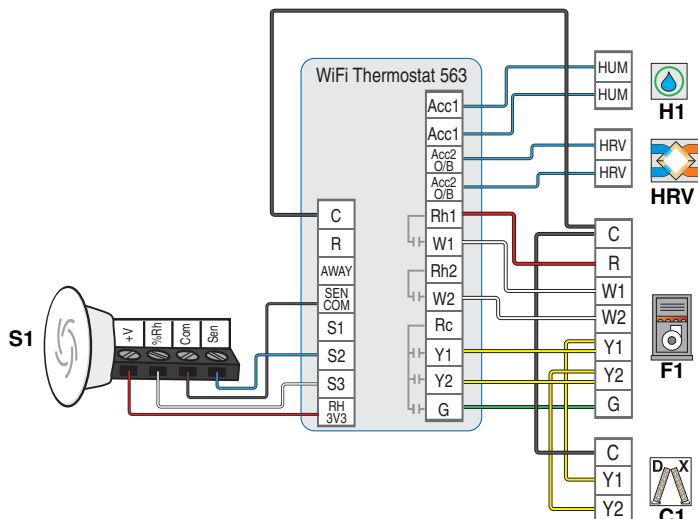 WiFi Thermostat 563
Acc1
Acc1
Acc2
O/B
Acc2
O/B
Rh1
W1
Rh2
W2
Rc
Y1
Y2
G
C
R
AWAY
SEN
COM
S1
S2
S3
RH
3V3
S1
+V
%Rh
Com
Sen
HUM
HUM
H1
HRV
HRV
HRV
C
R
W1
W2
Y1
Y2
G
F1
C
Y1
Y2
D X
C1